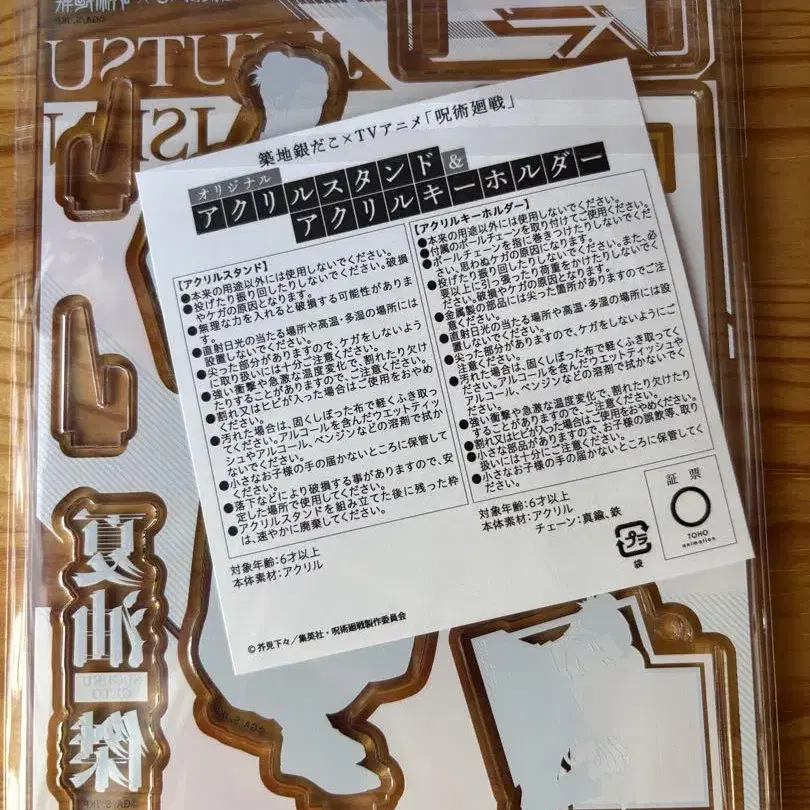 ©GA/S,JKP
JUJUTSU
築地銀だこ×TVアニメ「呪術廻戦」
オリジナル
アクリルスタンド&
アクリルキーホルダー
【アクリルスタンド】
●本来の用途以外には使用しないでください。
●投げたり振り回したりしないでください。破損
やケガの原因となります。
●無理な力を入れると破損する可能性がありま
す。
●直射日光の当たる場所や高温・多湿の場所には
設置しないでください。
●尖った部分がありますので、ケガをしないよう
に取り扱いには十分ご注意ください。
●強い衝撃や急激な温度変化で、割れたり欠け
たりすることがありますので、ご注意ください。
●割れ又はヒビが入った場合はご使用をおやめ
ください。
●汚れた場合は、固くしぼった布で軽くふき取っ
てください。アルコールを含んだウエットティッ
シュやアルコール、ベンジンなどの溶剤で拭か
ないでください。
●小さなお子様の手の届かないところに保管して
ください。
●落下などにより破損する事がありますので、安
定した場所で使用してください。
●アクリルスタンドを組み立てた後に残った枠
は、速やかに廃棄してください。
対象年齢:6才以上
本体素材:アクリル
【アクリルキーホルダー】
●本来の用途以外には使用しないでください。
●付属のボールチェーンを取り付けてご使用ください。
●ボールチェーンを指に巻きつけたりしないでくだ
さい、思わぬケガの原因になります。
●投げたり振り回したりしないでください。また、必
要以上に引っ張ったり荷重をかけたりしないでく
ださい。破損やケガの原因となります。
●金属製の部品には尖った箇所がありますのでご注
意ください。
●直射日光の当たる場所や高温・多湿の場所には設
置しないでください。
●尖った部分がありますので、ケガをしないようにご
注意ください。
●汚れた場合は、固くしぼった布で軽くふき取ってく
ださい。アルコールを含んだウエットティッシュや
アルコール、ベンジンなどの溶剤で拭かないでく
ださい。
●強い衝撃や急激な温度変化で、割れたり欠けたり
することがありますので、ご注意ください。
●割れ又はヒビが入った場合はご使用をおやめください。
●小さな部品がありますので、お子様の誤飲等、取り
扱いには十分にご注意ください。
●小さなお子様の手の届かないところに保管してく
ださい。
対象年齢:6才以上
本体素材:アクリル
チェーン:真鍮、鉄
証票
TOHO
animation
プラ
袋
©芥見下々/集英社・呪術廻戦製作委員会
夏油
SUGURU
GETO
傑
©GA/S,JKP